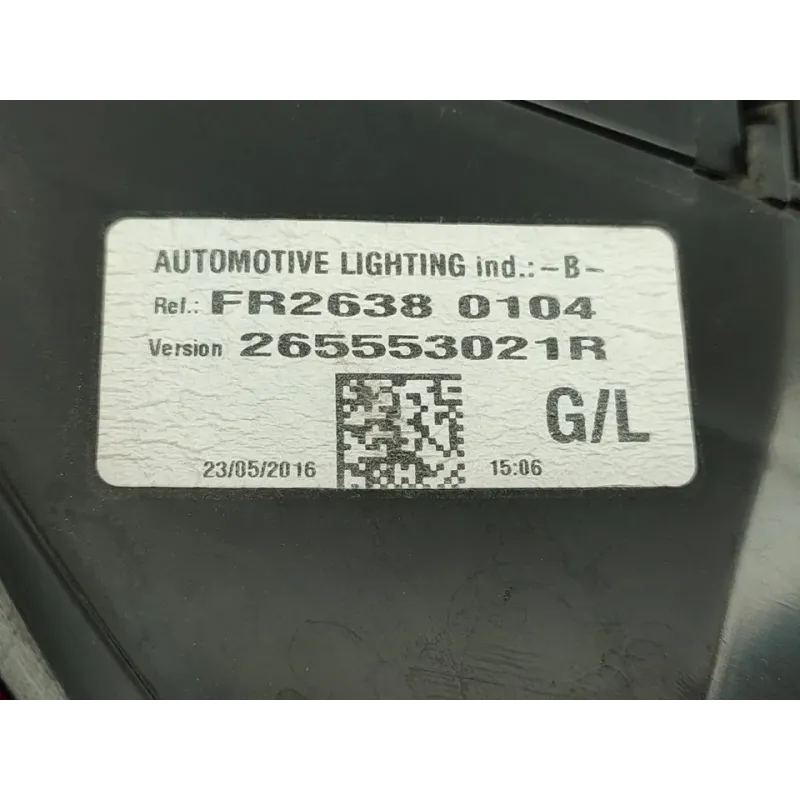 AUTOMOTIVE LIGHTING ind.: -B-
Ref.: FR2638 0104
Version 265553021R
G/L
23/05/2016 15:06